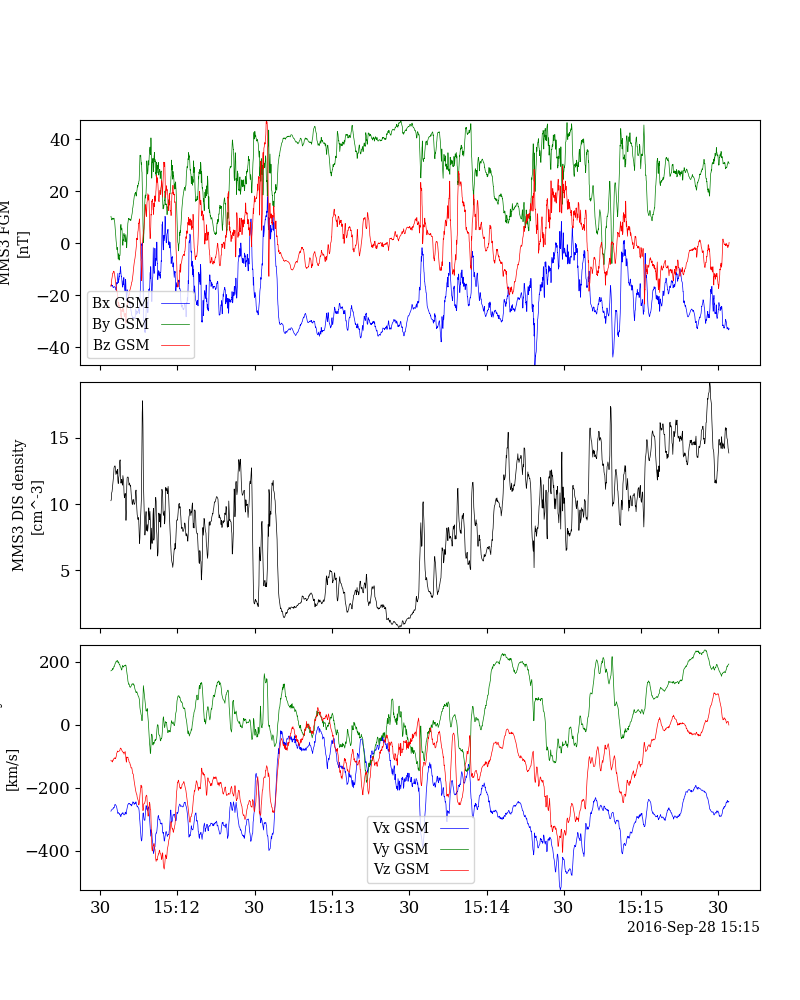 MMS3 FGM
[nT]
40
20
0
−20
−40
Bx GSM
By GSM
Bz GSM
MMS3 DIS density
[cm^-3]
15
10
5
[km/s]
200
0
−200
−400
Vx GSM
Vy GSM
Vz GSM
30 15:12 30 15:13 30 15:14 30 15:15 30
2016-Sep-28 15:15